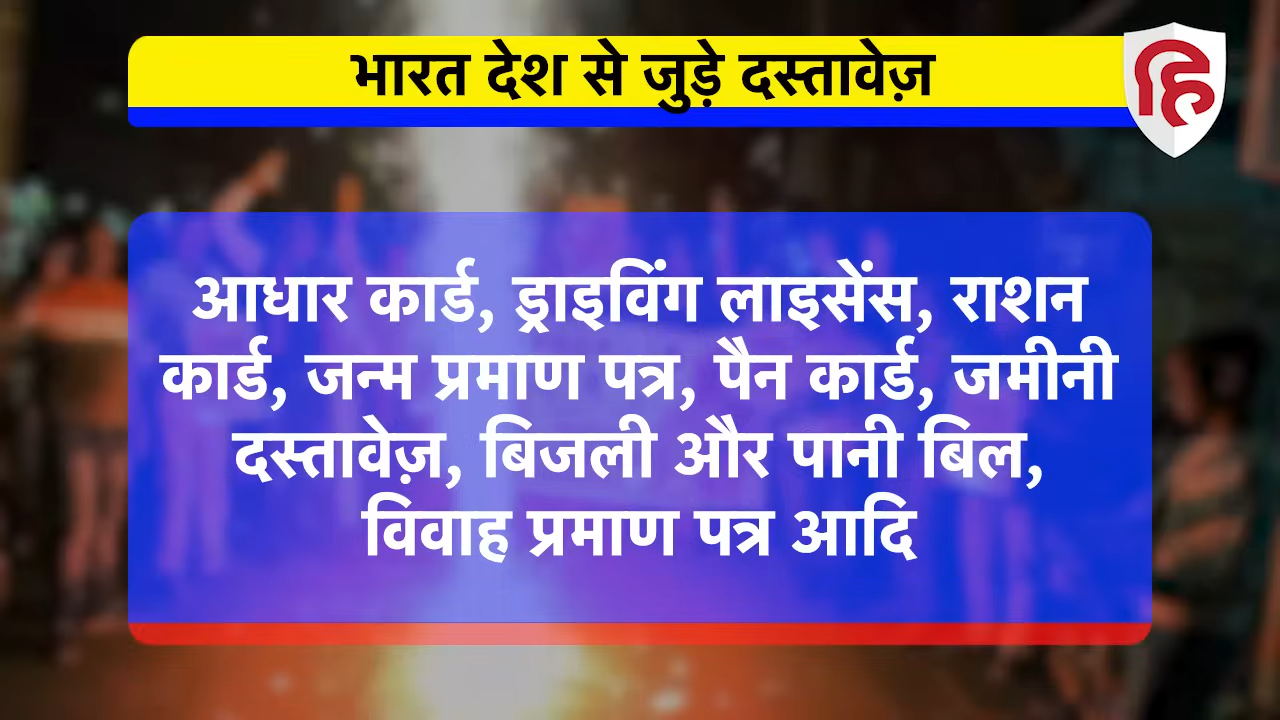 भारत देश से जुड़े दस्तावेज़
हि
आधार कार्ड, ड्राइविंग लाइसेंस, राशन
कार्ड, जन्म प्रमाण पत्र, पैन कार्ड, जमीनी
दस्तावेज़, बिजली और पानी बिल,
विवाह प्रमाण पत्र आदि